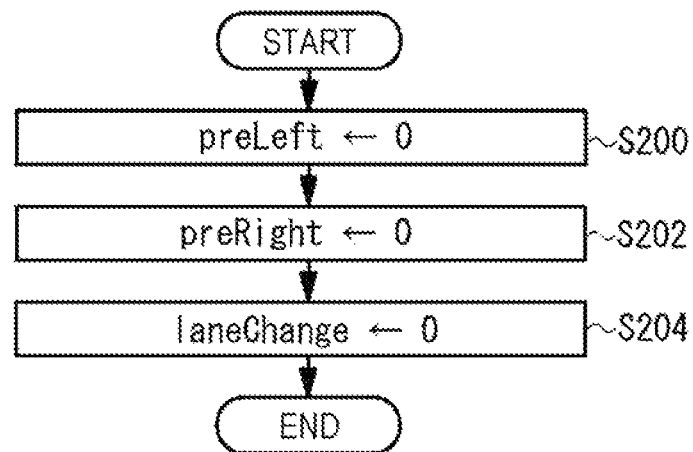 START
preLeft ← 0
~S200
preRight ← 0
~S202
laneChange ← 0
~S204
END